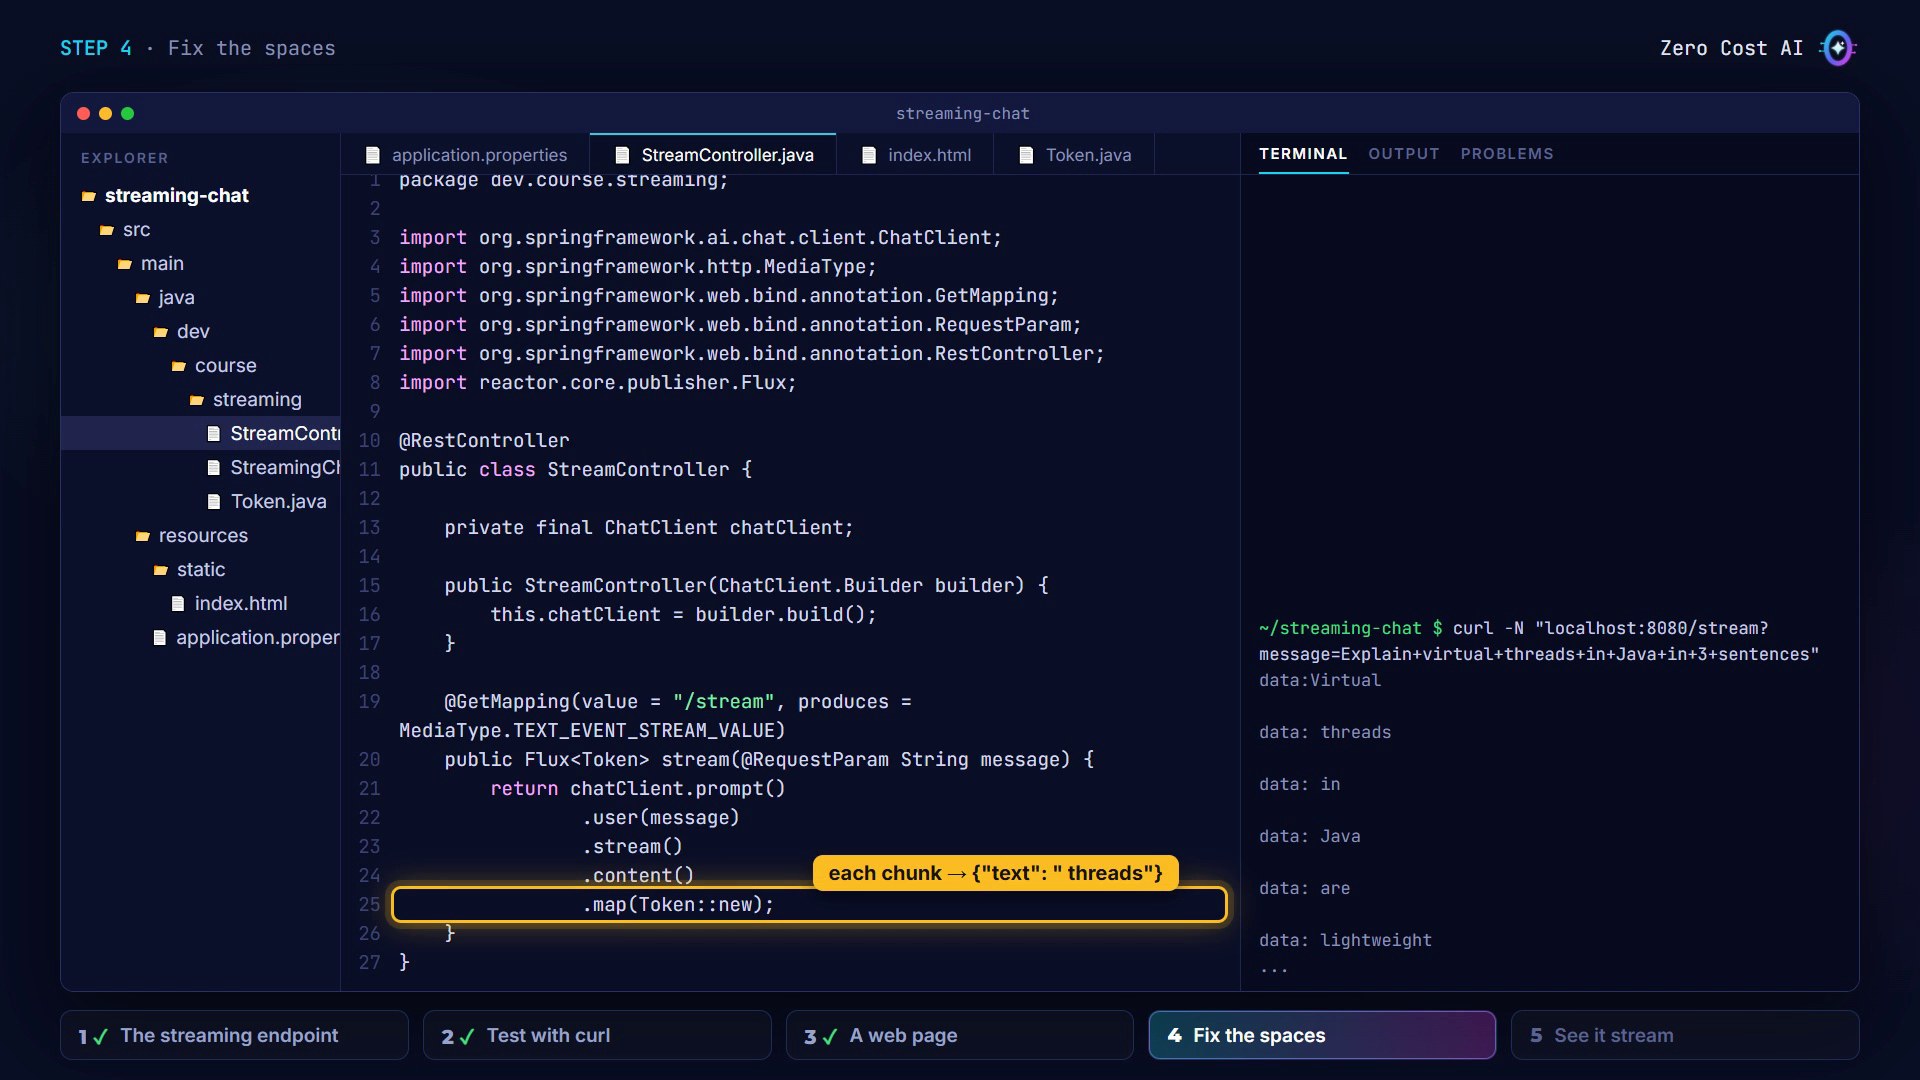 STEP 4 · Fix the spaces
Zero Cost AI
streaming-chat
EXPLORER
streaming-chat
src
main
java
dev
course
streaming
StreamContr
StreamingCh
Token.java
resources
static
index.html
application.proper
application.properties
StreamController.java
index.html
Token.java
1 package dev.course.streaming;
2
3 import org.springframework.ai.chat.client.ChatClient;
4 import org.springframework.http.MediaType;
5 import org.springframework.web.bind.annotation.GetMapping;
6 import org.springframework.web.bind.annotation.RequestParam;
7 import org.springframework.web.bind.annotation.RestController;
8 import reactor.core.publisher.Flux;
9
10 @RestController
11 public class StreamController {
12
13     private final ChatClient chatClient;
14
15     public StreamController(ChatClient.Builder builder) {
16         this.chatClient = builder.build();
17     }
18
19     @GetMapping(value = "/stream", produces =
MediaType.TEXT_EVENT_STREAM_VALUE)
20     public Flux<Token> stream(@RequestParam String message) {
21         return chatClient.prompt()
22                 .user(message)
23                 .stream()
24                 .content()
each chunk → {"text": " threads"}
25                 .map(Token::new);
26     }
27 }
TERMINAL OUTPUT PROBLEMS
~/streaming-chat $ curl -N "localhost:8080/stream?
message=Explain+virtual+threads+in+Java+in+3+sentences"
data:Virtual
data: threads
data: in
data: Java
data: are
data: lightweight
...
1 ✓ The streaming endpoint
2 ✓ Test with curl
3 ✓ A web page
4 Fix the spaces
5 See it stream